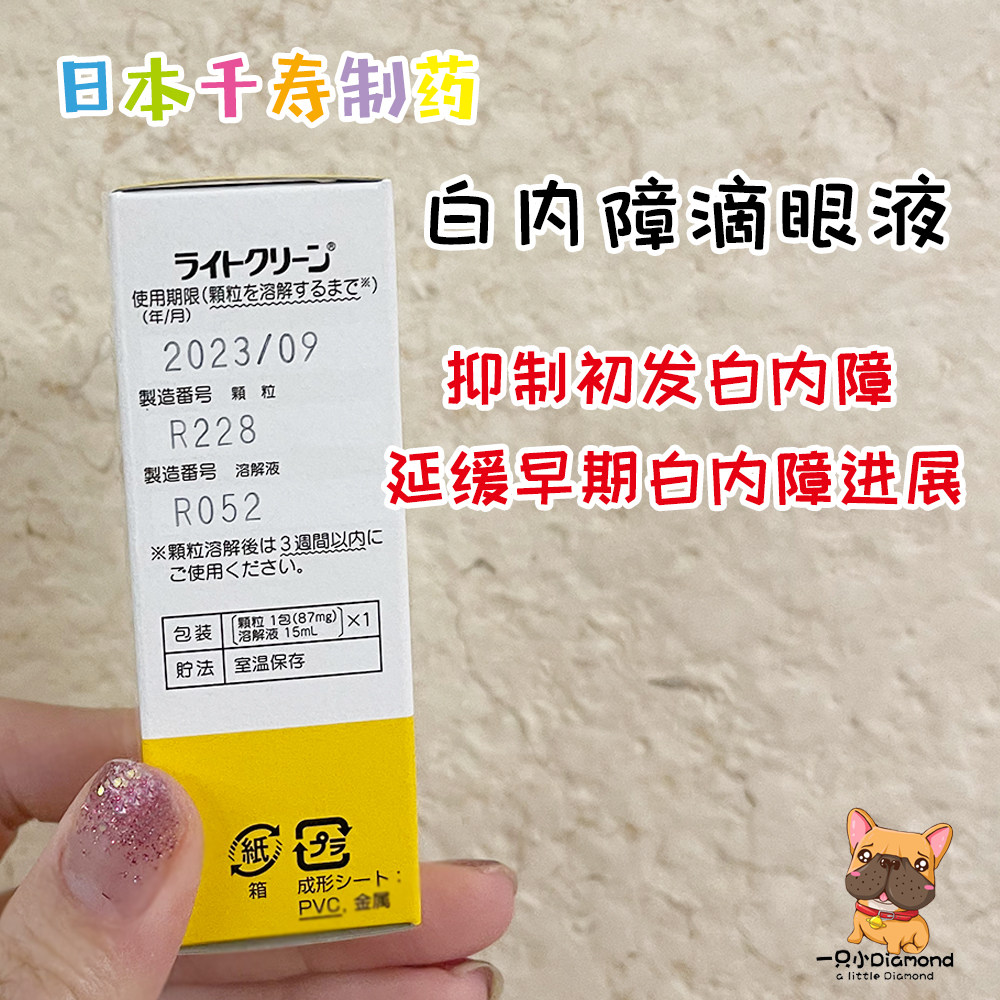 日本千寿制药
白内障滴眼液
抑制初发白内障
延缓早期白内障进展
ライトクリーン®
使用期限(顆粒を溶解するまで※)
(年/月)
2023/09
製造番号 顆粒
R228
製造番号 溶解液
R052
※顆粒溶解後は3週間以内に
ご使用ください。
包装 顆粒 1包(87mg) ×1
溶解液 15mL
貯法 室温保存
紙 プラ
箱 成形シート:
PVC, 金属
一只小Diamond
a little Diamond